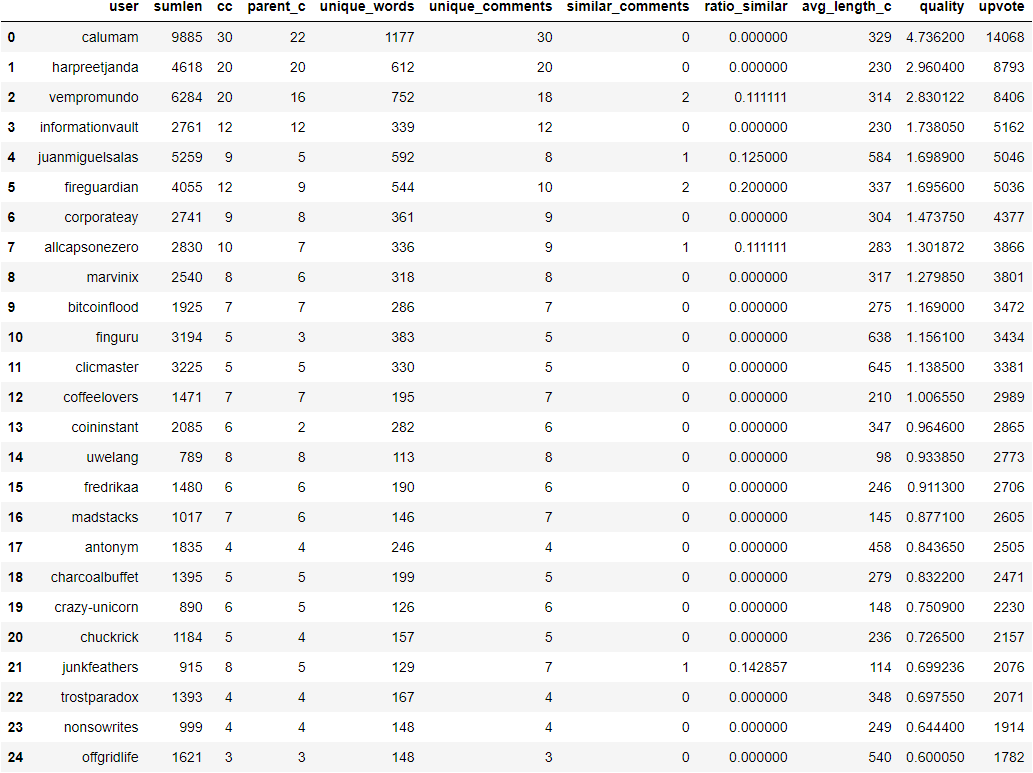 user sumlen cc parent_c unique_words unique_comments similar_comments ratio_similar avg_length_c quality upvote
0 calumam 9885 30 22 1177 30 0 0.000000 329 4.736200 14068
1 harpreetjanda 4618 20 20 612 20 0 0.000000 230 2.960400 8793
2 vempromundo 6284 20 16 752 18 2 0.111111 314 2.830122 8406
3 informationvault 2761 12 12 339 12 0 0.000000 230 1.738050 5162
4 juanmiguelsalas 5259 9 5 592 8 1 0.125000 584 1.698900 5046
5 fireguardian 4055 12 9 544 10 2 0.200000 337 1.695600 5036
6 corporateay 2741 9 8 361 9 0 0.000000 304 1.473750 4377
7 allcapsonezero 2830 10 7 336 9 1 0.111111 283 1.301872 3866
8 marvinix 2540 8 6 318 8 0 0.000000 317 1.279850 3801
9 bitcoinflood 1925 7 7 286 7 0 0.000000 275 1.169000 3472
10 finguru 3194 5 3 383 5 0 0.000000 638 1.156100 3434
11 clicmaster 3225 5 5 330 5 0 0.000000 645 1.138500 3381
12 coffeelovers 1471 7 7 195 7 0 0.000000 210 1.006550 2989
13 coininstant 2085 6 2 282 6 0 0.000000 347 0.964600 2865
14 uwelang 789 8 8 113 8 0 0.000000 98 0.933850 2773
15 fredrikaa 1480 6 6 190 6 0 0.000000 246 0.911300 2706
16 madstacks 1017 7 6 146 7 0 0.000000 145 0.877100 2605
17 antonym 1835 4 4 246 4 0 0.000000 458 0.843650 2505
18 charcoalbuffet 1395 5 5 199 5 0 0.000000 279 0.832200 2471
19 crazy-unicorn 890 6 5 126 6 0 0.000000 148 0.750900 2230
20 chuckrick 1184 5 4 157 5 0 0.000000 236 0.726500 2157
21 junkfeathers 915 8 5 129 7 1 0.142857 114 0.699236 2076
22 trostparadox 1393 4 4 167 4 0 0.000000 348 0.697550 2071
23 nonsowrites 999 4 4 148 4 0 0.000000 249 0.644400 1914
24 offgridlife 1621 3 3 148 3 0 0.000000 540 0.600050 1782